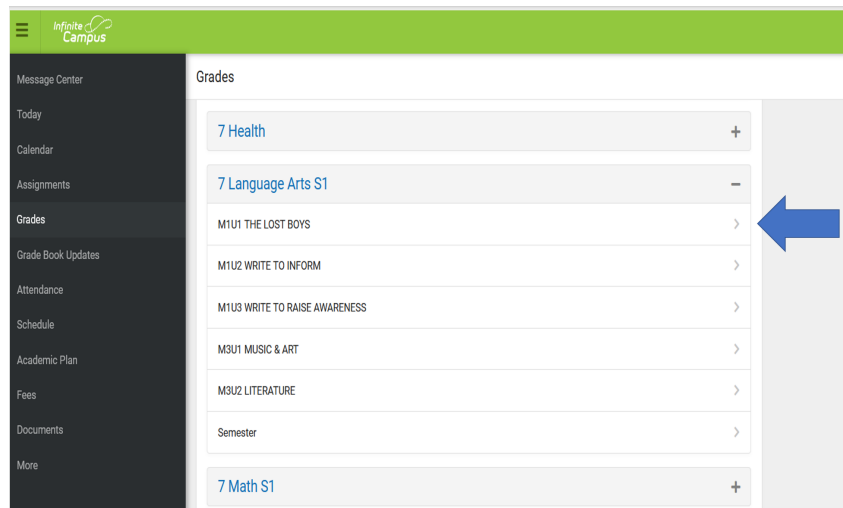 Infinite
Campus
Message Center
Today
Calendar
Assignments
Grades
Grade Book Updates
Attendance
Schedule
Academic Plan
Fees
Documents
More
Grades
7 Health
7 Language Arts S1
M1U1 THE LOST BOYS
M1U2 WRITE TO INFORM
M1U3 WRITE TO RAISE AWARENESS
M3U1 MUSIC & ART
M3U2 LITERATURE
Semester
7 Math S1